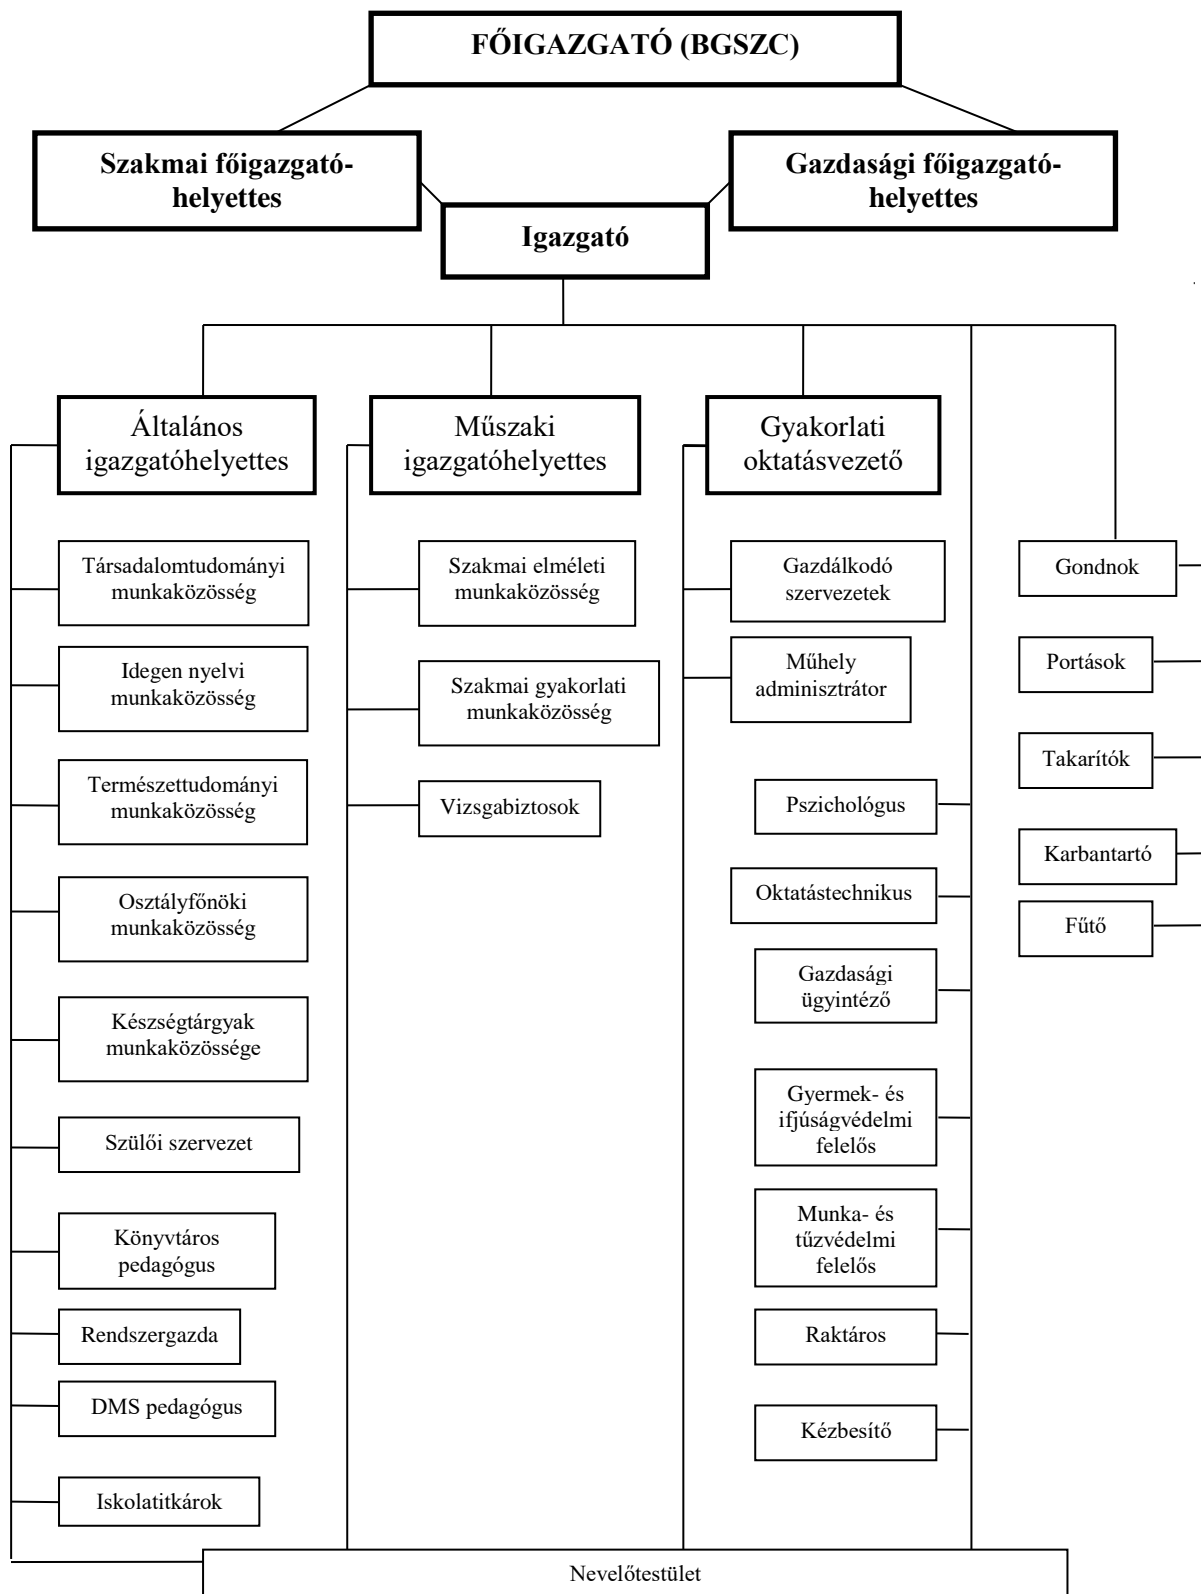 FŐIGAZGATÓ (BGSZC)
Szakmai főigazgató-
helyettes
Gazdasági főigazgató-
helyettes
Igazgató
Általános
igazgatóhelyettes
Műszaki
igazgatóhelyettes
Gyakorlati
oktatásvezető
Társadalomtudományi
munkaközösség
Idegen nyelvi
munkaközösség
Természettudományi
munkaközösség
Osztályfőnöki
munkaközösség
Készségtárgyak
munkaközössége
Szülői szervezet
Könyvtáros
pedagógus
Rendszergazda
DMS pedagógus
Iskolatitkárok
Szakmai elméleti
munkaközösség
Szakmai gyakorlati
munkaközösség
Vizsgabiztosok
Gazdálkodó
szervezetek
Műhely
adminisztrátor
Pszichológus
Oktatástechnikus
Gazdasági
ügyintéző
Gyermek- és
ifjúságvédelmi
felelős
Munka- és
tűzvédelmi
felelős
Raktáros
Kézbesítő
Gondnok
Portások
Takarítók
Karbantartó
Fűtő
Nevelőtestület